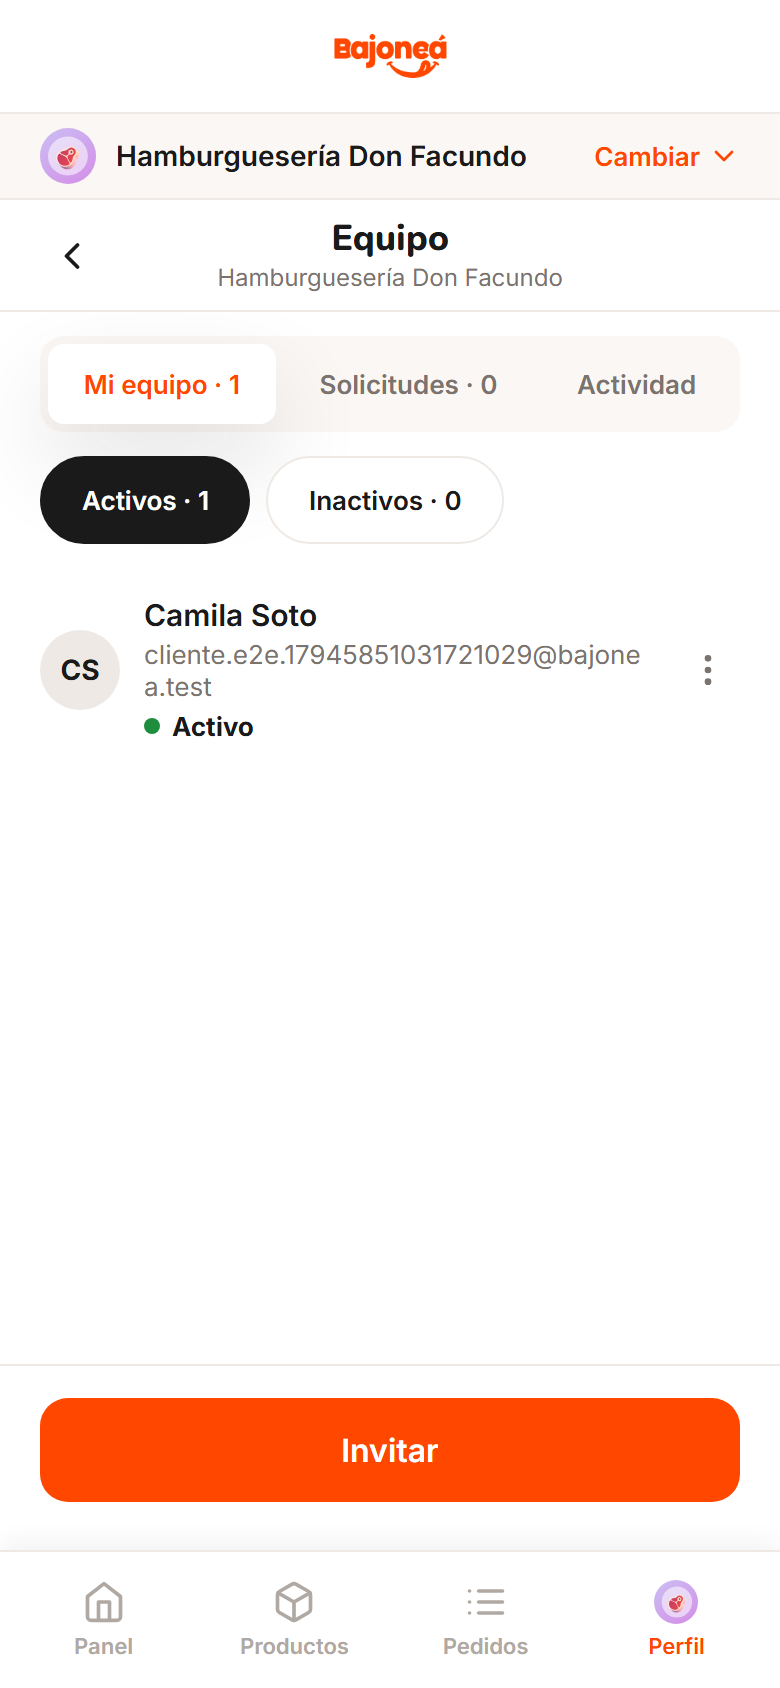 Bajoneá
Hamburguesería Don Facundo
Cambiar
Equipo
Hamburguesería Don Facundo
Mi equipo · 1
Solicitudes · 0
Actividad
Activos · 1
Inactivos · 0
CS
Camila Soto
cliente.e2e.17945851031721029@bajone
a.test
Activo
Invitar
Panel
Productos
Pedidos
Perfil